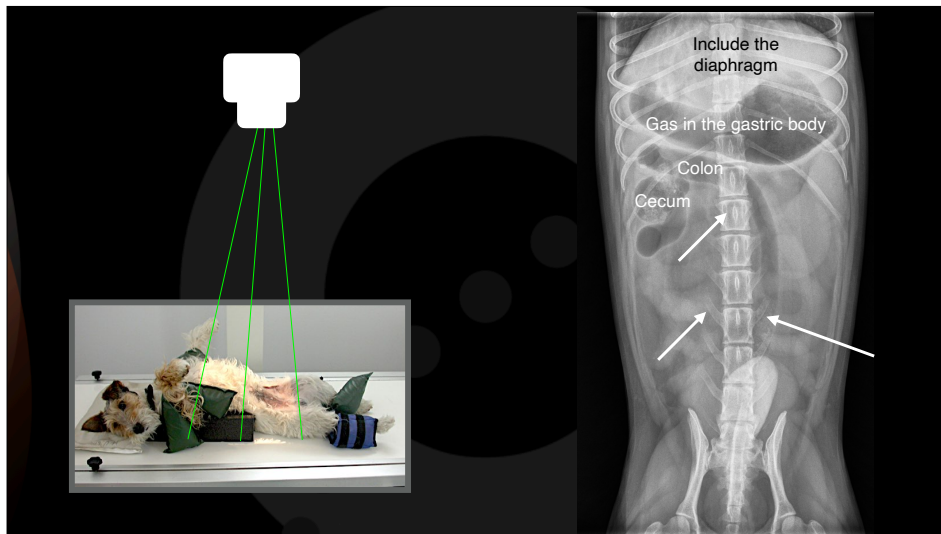 Include the
diaphragm
Gas in the gastric body
Colon
Cecum